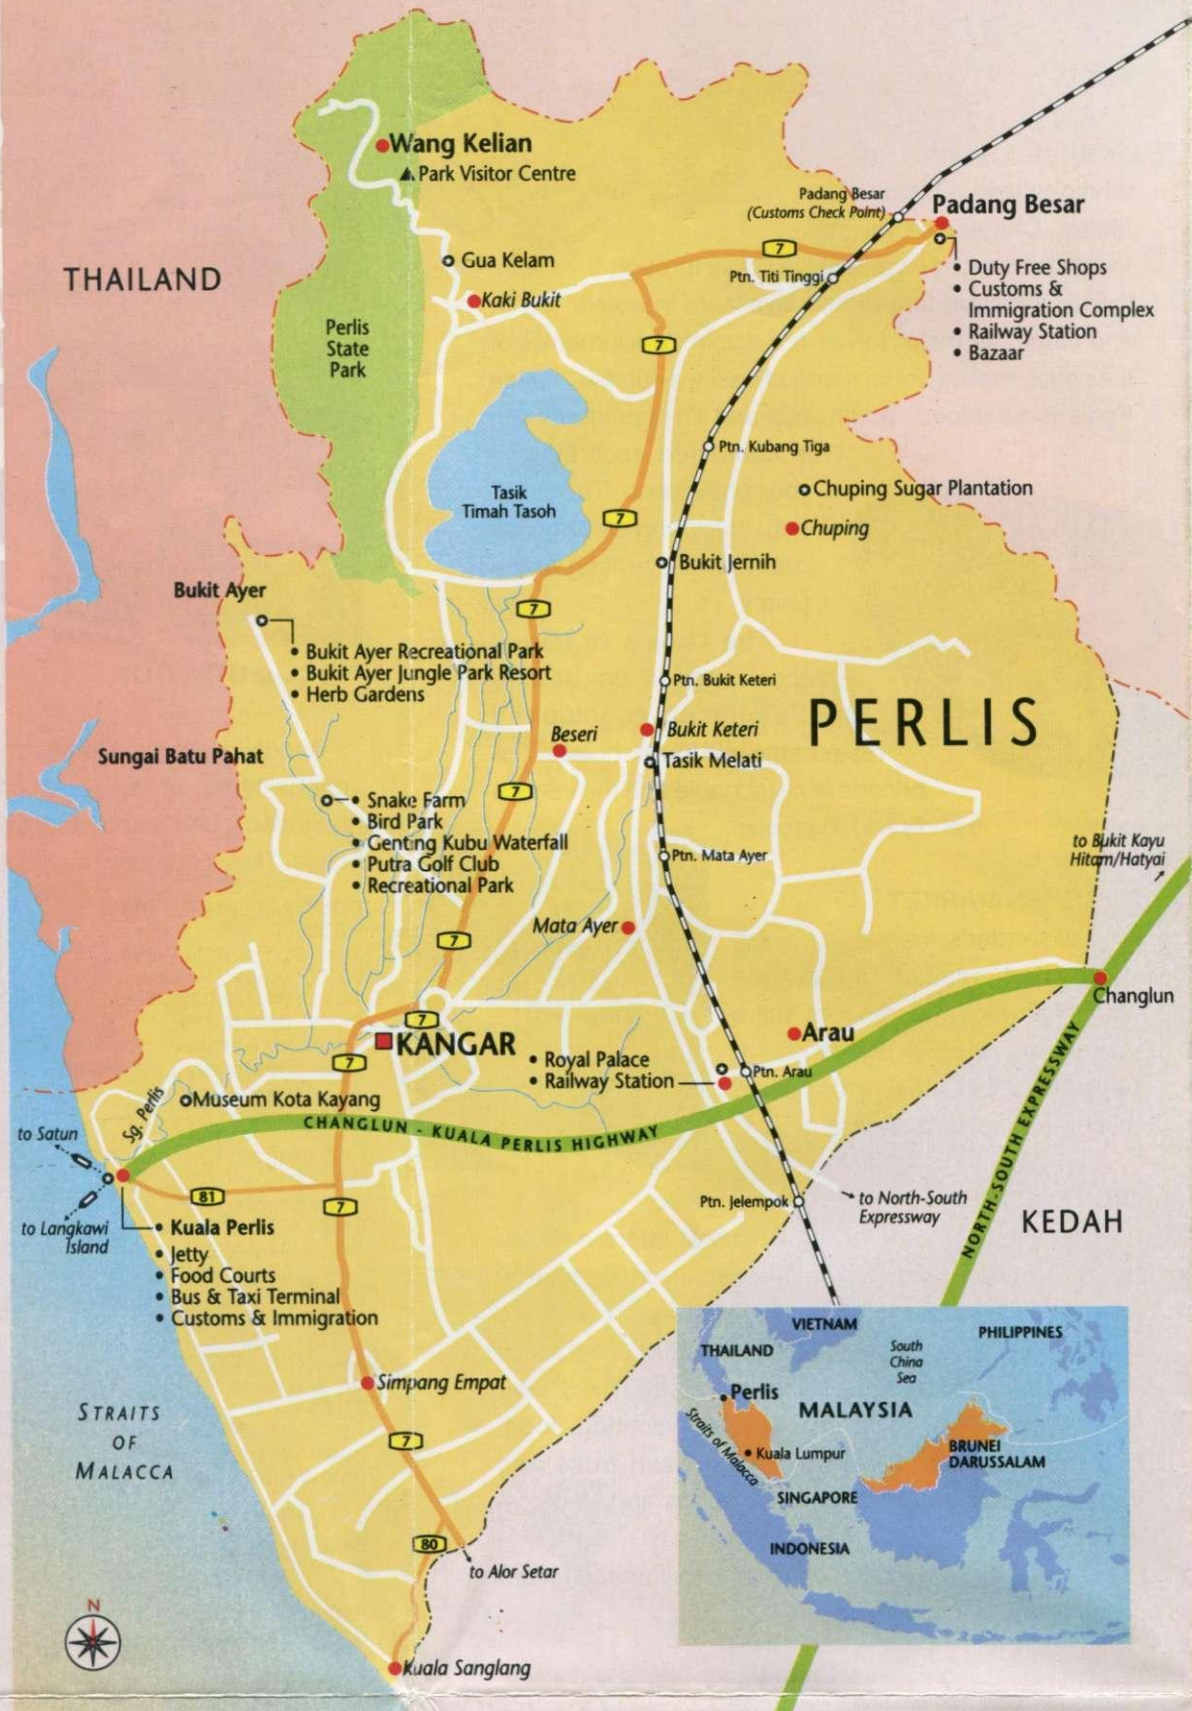 Wang Kelian
Park Visitor Centre
Padang Besar
(Customs Check Point)
Padang Besar
7
Gua Kelam
THAILAND
Ptn. Titi Tinggi
Duty Free Shops
Customs &
Immigration Complex
Railway Station
Bazaar
Kaki Bukit
Perlis
State
Park
7
Ptn. Kubang Tiga
Tasik
Timah Tasoh
Chuping Sugar Plantation
7
Chuping
Bukit Jernih
Bukit Ayer
7
Bukit Ayer Recreational Park
Bukit Ayer Jungle Park Resort
Herb Gardens
Ptn. Bukit Keteri
PERLIS
Beseri
Bukit Keteri
Sungai Batu Pahat
Tasik Melati
7
Snake Farm
Bird Park
Genting Kubu Waterfall
Putra Golf Club
Recreational Park
to Bukit Kayu
Hitam/Hatyai
Ptn. Mata Ayer
Mata Ayer
7
Changlun
7
KANGAR
Arau
7
Royal Palace
Railway Station
Ptn. Arau
Sg. Perlis
Museum Kota Kayang
CHANGLUN - KUALA PERLIS HIGHWAY
NORTH-SOUTH EXPRESSWAY
to Satun
81
7
to Langkawi
Island
Ptn. Jelempok
to North-South
Expressway
KEDAH
Kuala Perlis
Jetty
Food Courts
Bus & Taxi Terminal
Customs & Immigration
Simpang Empat
STRAITS
OF
MALACCA
7
80
to Alor Setar
Kuala Sanglang
N
VIETNAM
PHILIPPINES
THAILAND
South
China
Sea
Perlis
MALAYSIA
Straits of Malacca
Kuala Lumpur
BRUNEI
DARUSSALAM
SINGAPORE
INDONESIA